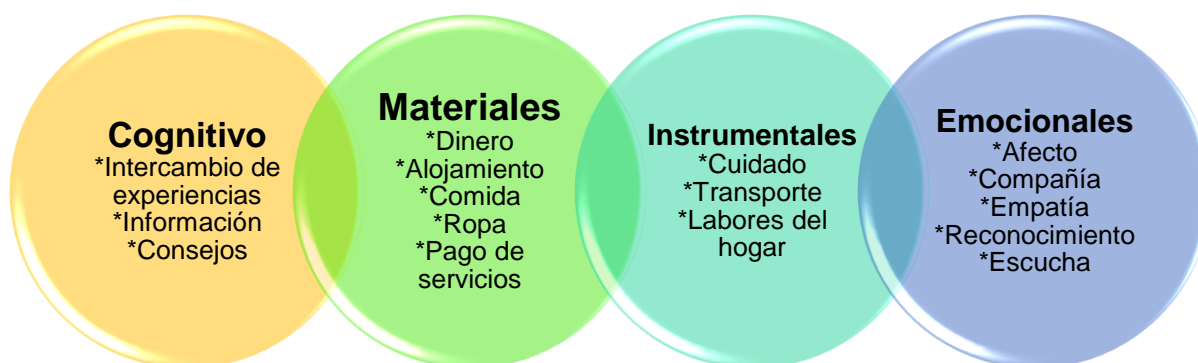 Cognitivo
*Intercambio de
experiencias
*Información
*Consejos
Materiales
*Dinero
*Alojamiento
*Comida
*Ropa
*Pago de
servicios
Instrumentales
*Cuidado
*Transporte
*Labores del
hogar
Emocionales
*Afecto
*Compañía
*Empatía
*Reconocimiento
*Escucha